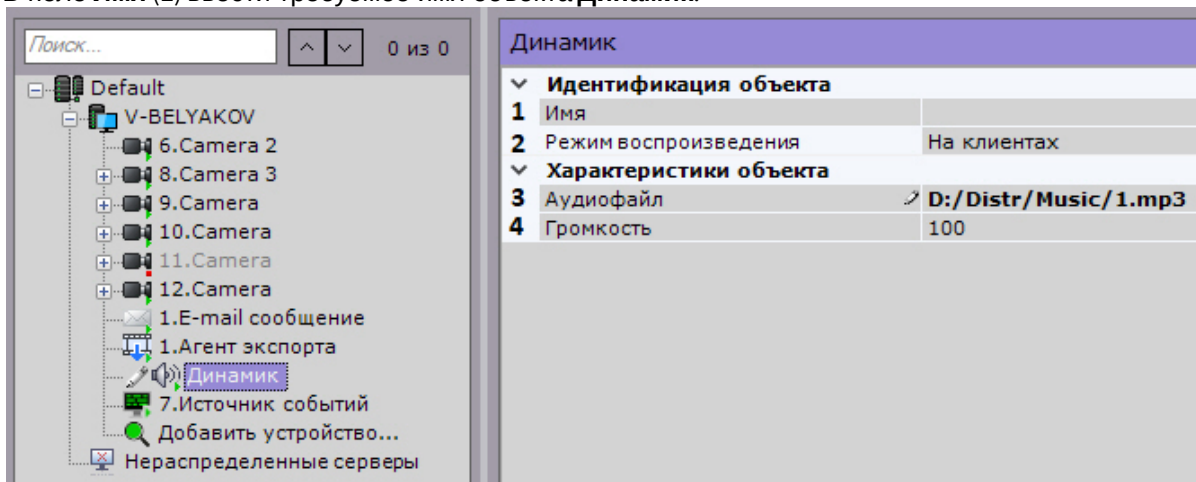 Поиск...
0 из 0
Default
V-BELYAKOV
6.Camera 2
8.Camera 3
9.Camera
10.Camera
11.Camera
12.Camera
1.E-mail сообщение
1.Агент экспорта
Динамик
7.Источник событий
Добавить устройство...
Нераспределенные серверы
Динамик
Идентификация объекта
1 Имя
2 Режим воспроизведения На клиентах
Характеристики объекта
3 Аудиофайл D:/Distr/Music/1.mp3
4 Громкость 100